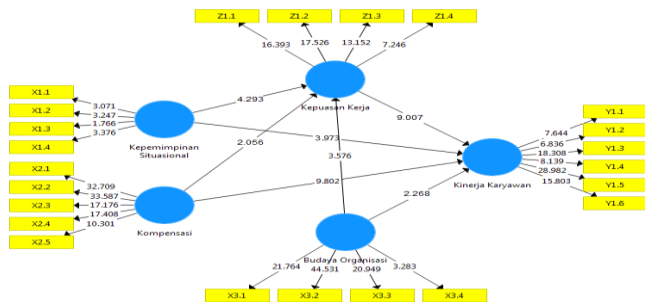 Z1.1 Z1.2 Z1.3 Z1.4
16.393 17.526 13.152 7.246
Kepuasan Kerja
X1.1
X1.2
X1.3
X1.4
3.071
3.247
1.766
3.376
Kepemimpinan
Situasional
4.293
2.056
3.973
3.576
9.007
9.802
2.268
X2.1
X2.2
X2.3
X2.4
X2.5
32.709
33.587
17.176
17.408
10.301
Kompensasi
Kinerja Karyawan
7.644
6.836
18.308
8.139
28.982
15.803
Y1.1
Y1.2
Y1.3
Y1.4
Y1.5
Y1.6
Budaya Organisasi
21.764 44.531 20.949 3.283
X3.1 X3.2 X3.3 X3.4